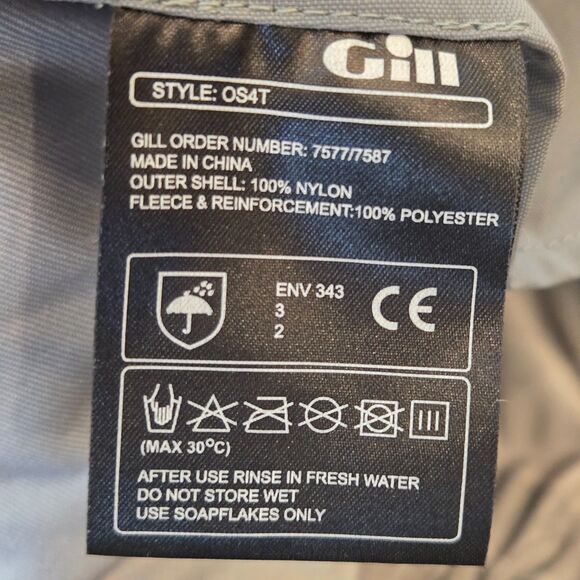 Gill
STYLE: OS4T
GILL ORDER NUMBER: 7577/7587
MADE IN CHINA
OUTER SHELL: 100% NYLON
FLEECE & REINFORCEMENT:100% POLYESTER
ENV 343
3
2
CE
(MAX 30°C)
AFTER USE RINSE IN FRESH WATER
DO NOT STORE WET
USE SOAPFLAKES ONLY